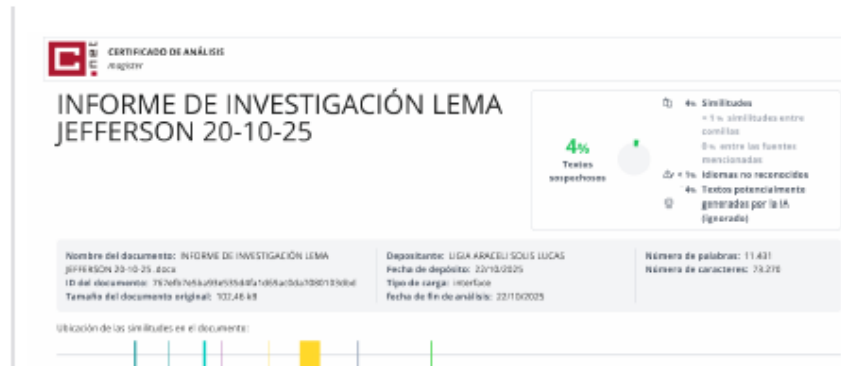 C .net
CERTIFICADO DE ANÁLISIS
magister
INFORME DE INVESTIGACIÓN LEMA
JEFFERSON 20-10-25
4%
Textos
sospechosos
4% Similitudes
< 1% similitudes entre
comillas
0% entre las fuentes
mencionadas
< 1% Idiomas no reconocidos
4% Textos potencialmente
generados por la IA
(ignorado)
Nombre del documento: INFORME DE INVESTIGACIÓN LEMA
JEFFERSON 20-10-25.docx
ID del documento:
Tamaño del documento original: 102,46 kB
Depositante: LIGIA ARACELI SOLIS LUCAS
Fecha de depósito: 22/10/2025
Tipo de carga: interface
fecha de fin de análisis: 22/10/2025
Número de palabras: 11.431
Número de caracteres: 73.270
Ubicación de las similitudes en el documento: